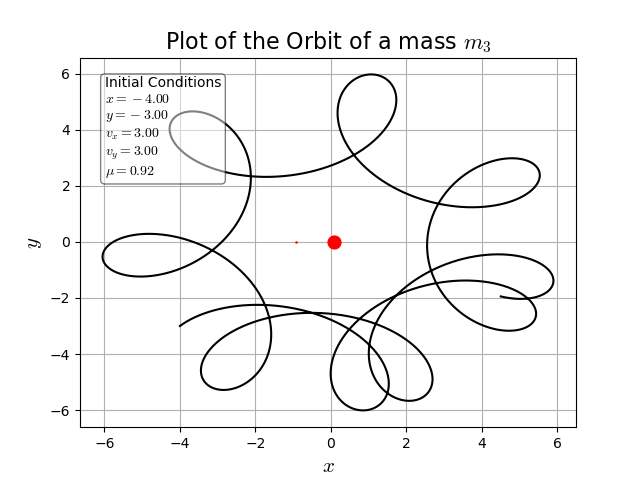 Plot of the Orbit of a mass m₃
Initial Conditions
x = −4.00
y = −3.00
vₓ = 3.00
v_y = 3.00
μ = 0.92
6
4
2
0
−2
−4
−6
y
−6 −4 −2 0 2 4 6
x